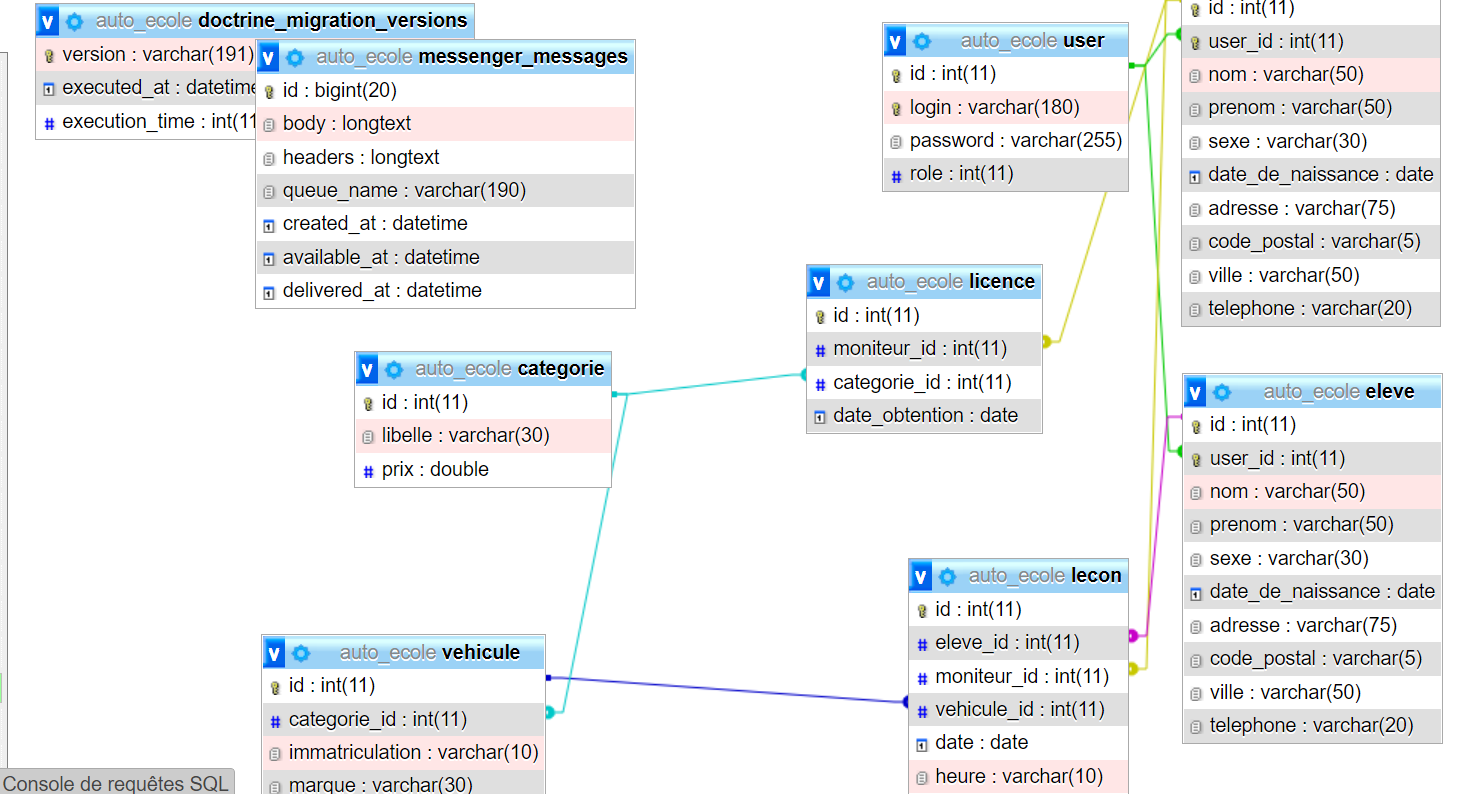 auto_ecole doctrine_migration_versions
version : varchar(191)
executed_at : datetime
execution_time : int(11
auto_ecole messenger_messages
id : bigint(20)
body : longtext
headers : longtext
queue_name : varchar(190)
created_at : datetime
available_at : datetime
delivered_at : datetime
auto_ecole user
id : int(11)
login : varchar(180)
password : varchar(255)
role : int(11)
id : int(11)
user_id : int(11)
nom : varchar(50)
prenom : varchar(50)
sexe : varchar(30)
date_de_naissance : date
adresse : varchar(75)
code_postal : varchar(5)
ville : varchar(50)
telephone : varchar(20)
auto_ecole licence
id : int(11)
moniteur_id : int(11)
categorie_id : int(11)
date_obtention : date
auto_ecole categorie
id : int(11)
libelle : varchar(30)
prix : double
auto_ecole eleve
id : int(11)
user_id : int(11)
nom : varchar(50)
prenom : varchar(50)
sexe : varchar(30)
date_de_naissance : date
adresse : varchar(75)
code_postal : varchar(5)
ville : varchar(50)
telephone : varchar(20)
auto_ecole lecon
id : int(11)
eleve_id : int(11)
moniteur_id : int(11)
vehicule_id : int(11)
date : date
heure : varchar(10)
auto_ecole vehicule
id : int(11)
categorie_id : int(11)
immatriculation : varchar(10)
marque : varchar(30)
Console de requêtes SQL